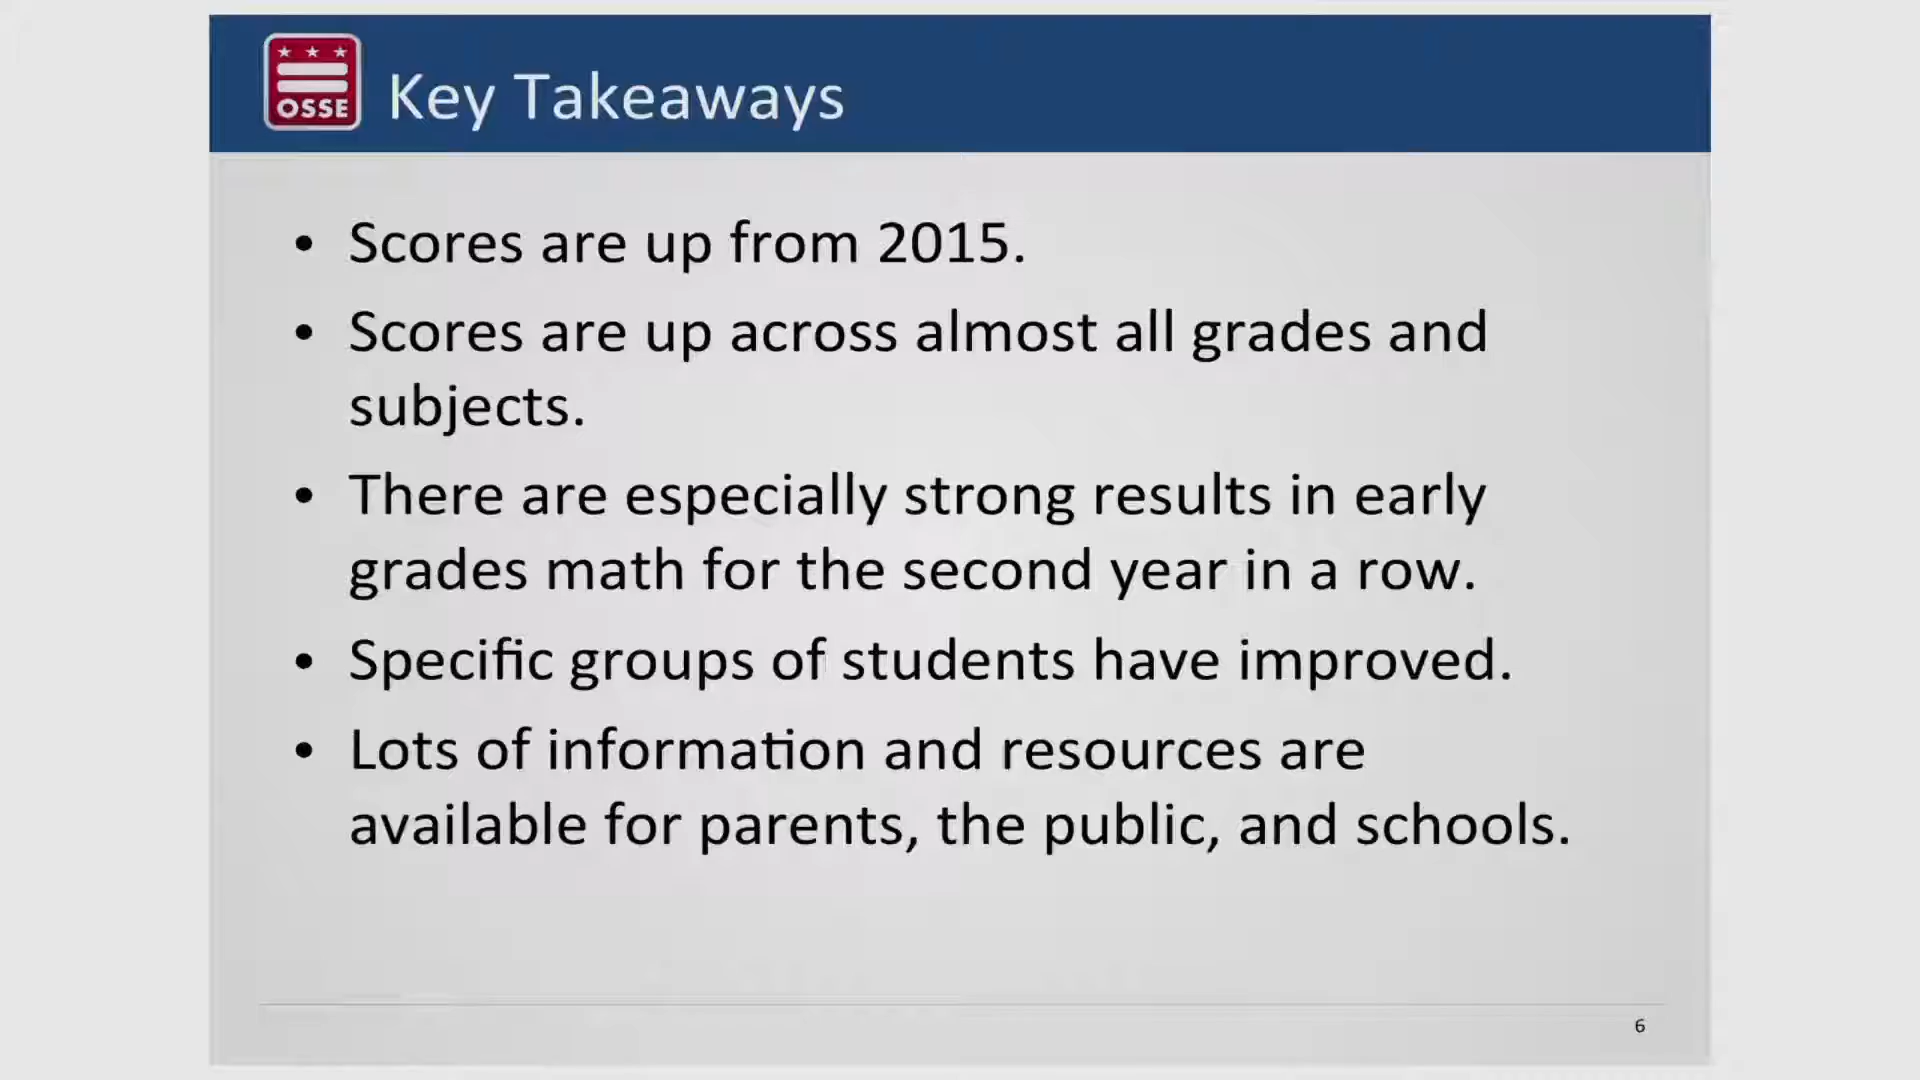 OSSE
Key Takeaways
• Scores are up from 2015.
• Scores are up across almost all grades and
subjects.
• There are especially strong results in early
grades math for the second year in a row.
• Specific groups of students have improved.
• Lots of information and resources are
available for parents, the public, and schools.
6